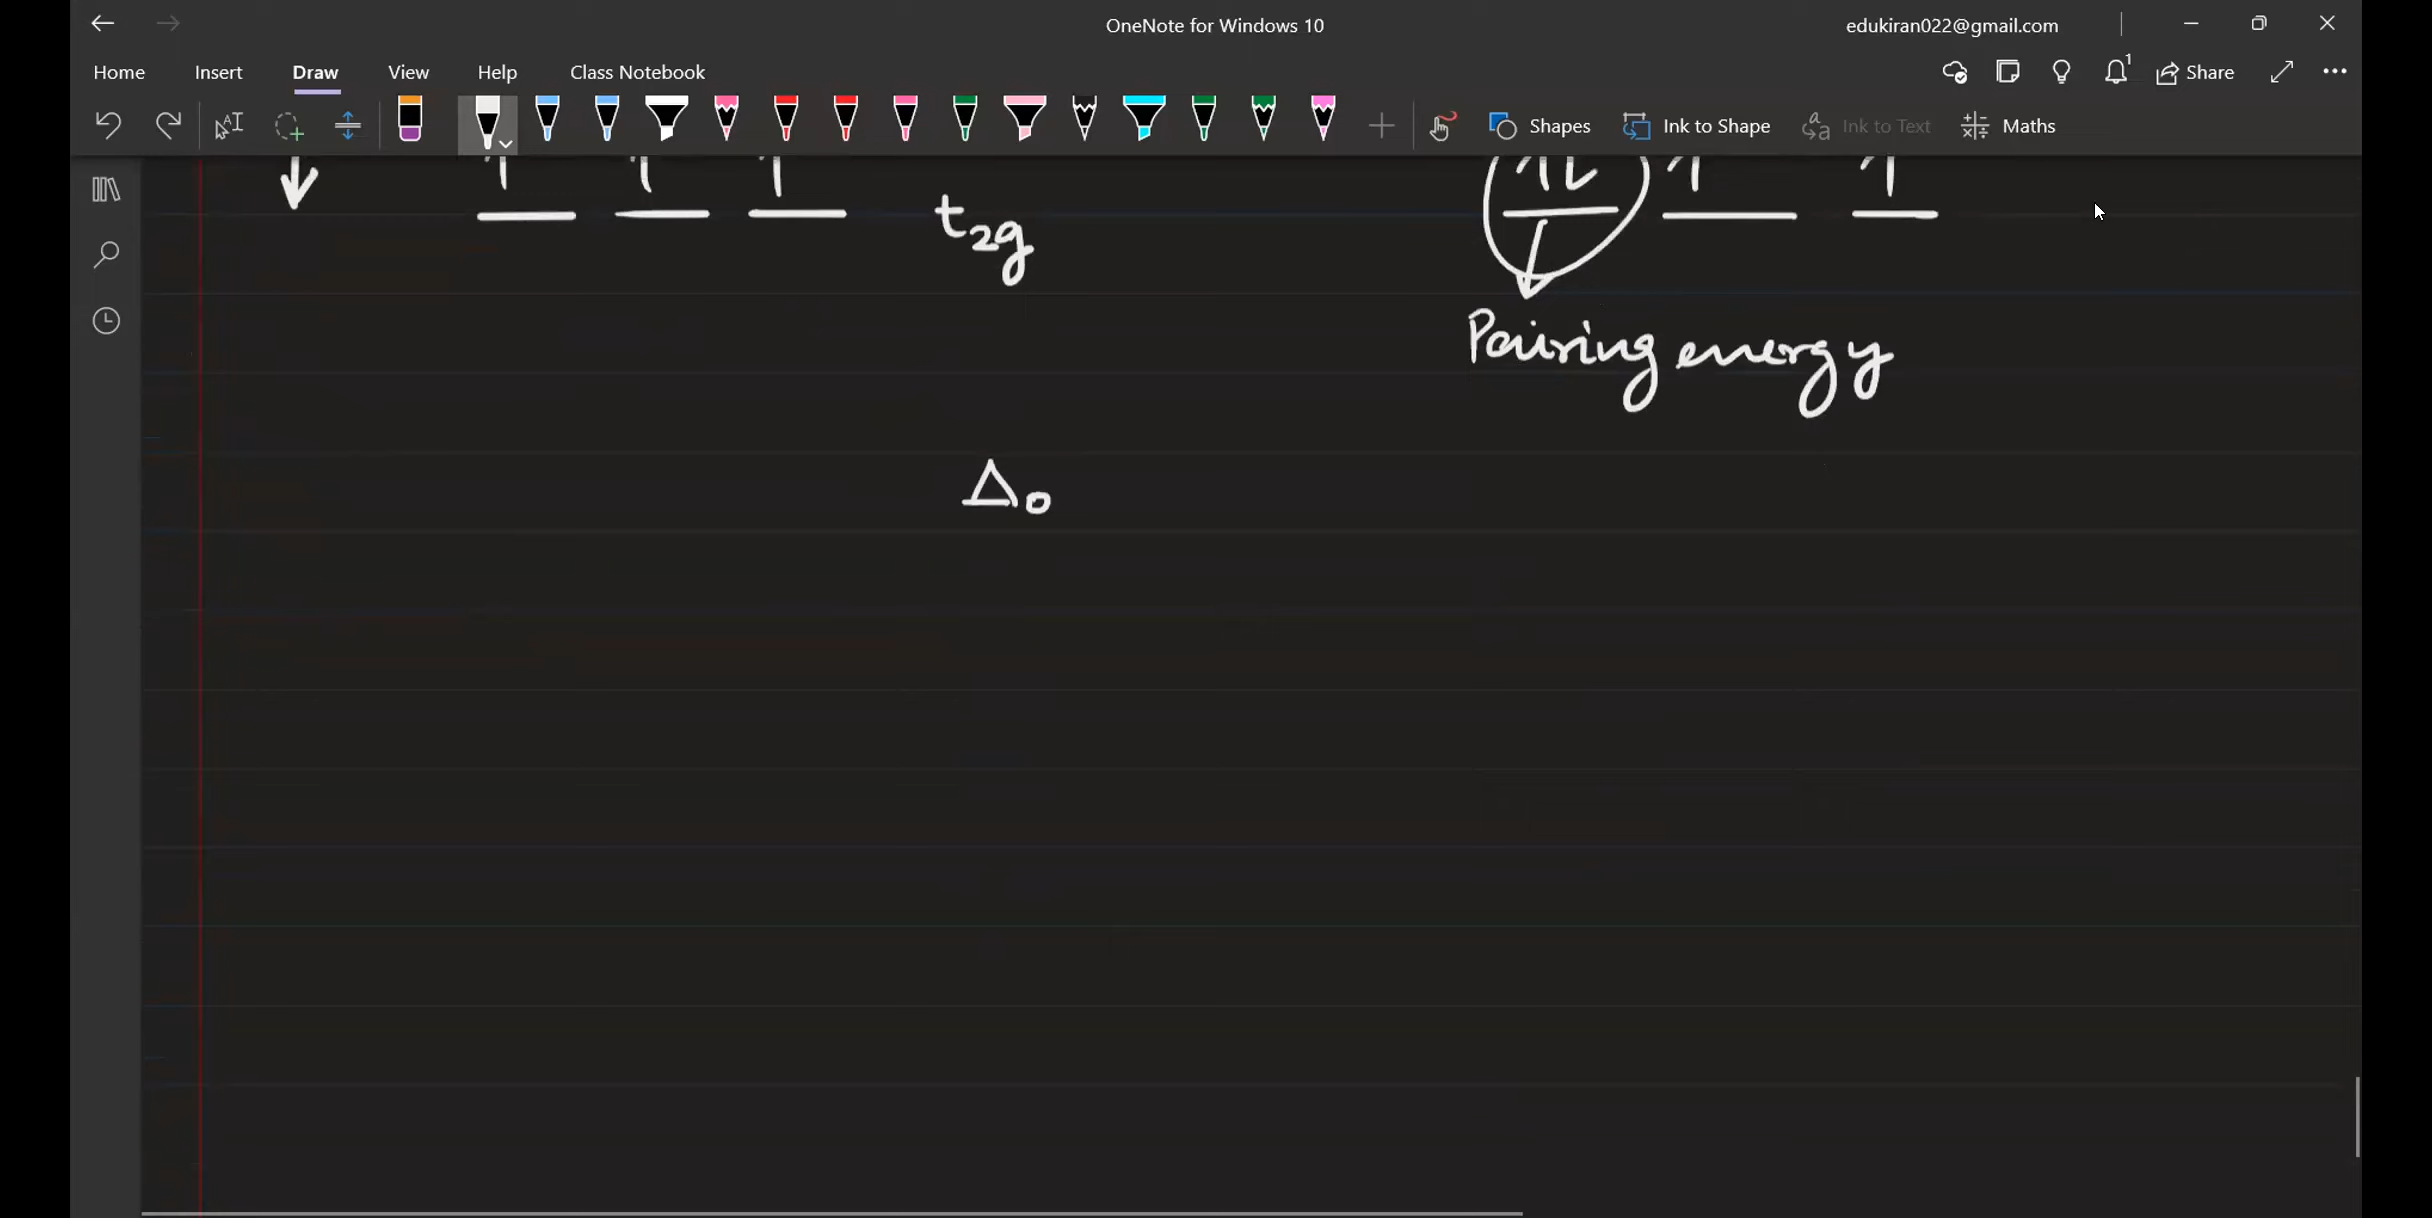 OneNote for Windows 10
edukiran022@gmail.com
Home Insert Draw View Help Class Notebook
1
Share
Shapes Ink to Shape Ink to Text Maths
t2g
Pairing energy
Δo